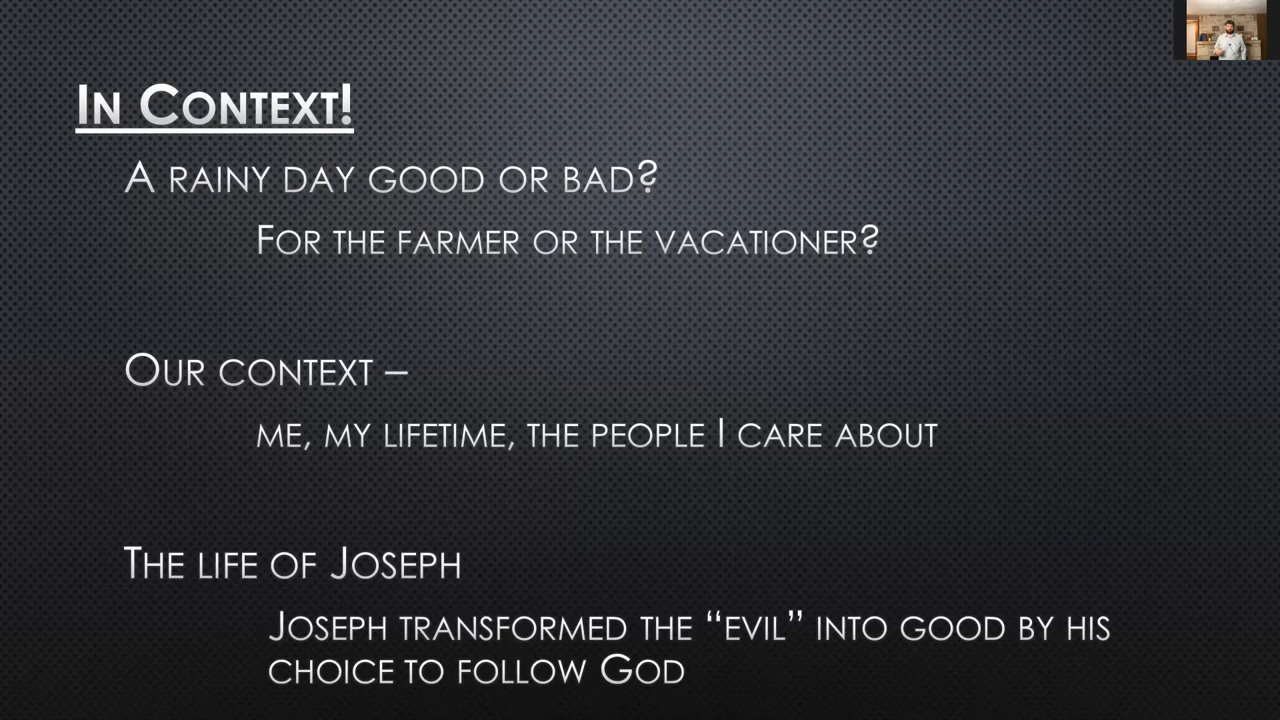 In Context!
A rainy day good or bad?
For the farmer or the vacationer?
Our context –
me, my lifetime, the people I care about
The life of Joseph
Joseph transformed the “evil” into good by his
choice to follow God